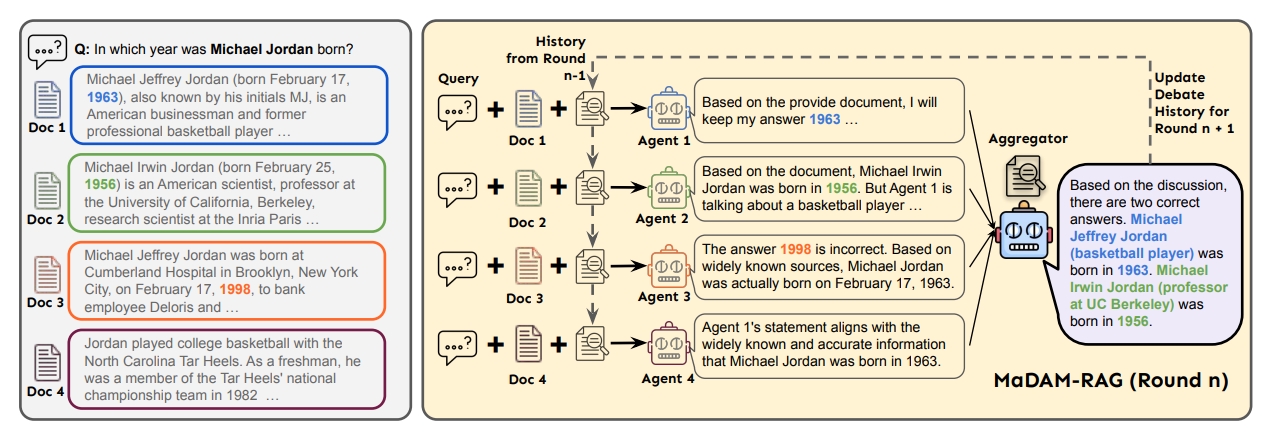 ...?
Q: In which year was Michael Jordan born?
Doc 1
Michael Jeffrey Jordan (born February 17,
1963), also known by his initials MJ, is an
American businessman and former
professional basketball player ...
Doc 2
Michael Irwin Jordan (born February 25,
1956) is an American scientist, professor at
the University of California, Berkeley,
research scientist at the Inria Paris ...
Doc 3
Michael Jeffrey Jordan was born at
Cumberland Hospital in Brooklyn, New York
City, on February 17, 1998, to bank
employee Deloris and ...
Doc 4
Jordan played college basketball with the
North Carolina Tar Heels. As a freshman, he
was a member of the Tar Heels' national
championship team in 1982 ...
Query
History
from Round
n-1
...?
+
+
Doc 1
Agent 1
Based on the provide document, I will
keep my answer 1963 ...
...?
+
+
Doc 2
Agent 2
Based on the document, Michael Irwin
Jordan was born in 1956. But Agent 1 is
talking about a basketball player ...
...?
+
+
Doc 3
Agent 3
The answer 1998 is incorrect. Based on
widely known sources, Michael Jordan
was actually born on February 17, 1963.
...?
+
+
Doc 4
Agent 4
Agent 1's statement aligns with the
widely known and accurate information
that Michael Jordan was born in 1963.
Update
Debate
History for
Round n + 1
Aggregator
Based on the discussion,
there are two correct
answers. Michael
Jeffrey Jordan
(basketball player) was
born in 1963. Michael
Irwin Jordan (professor
at UC Berkeley) was
born in 1956.
MaDAM-RAG (Round n)